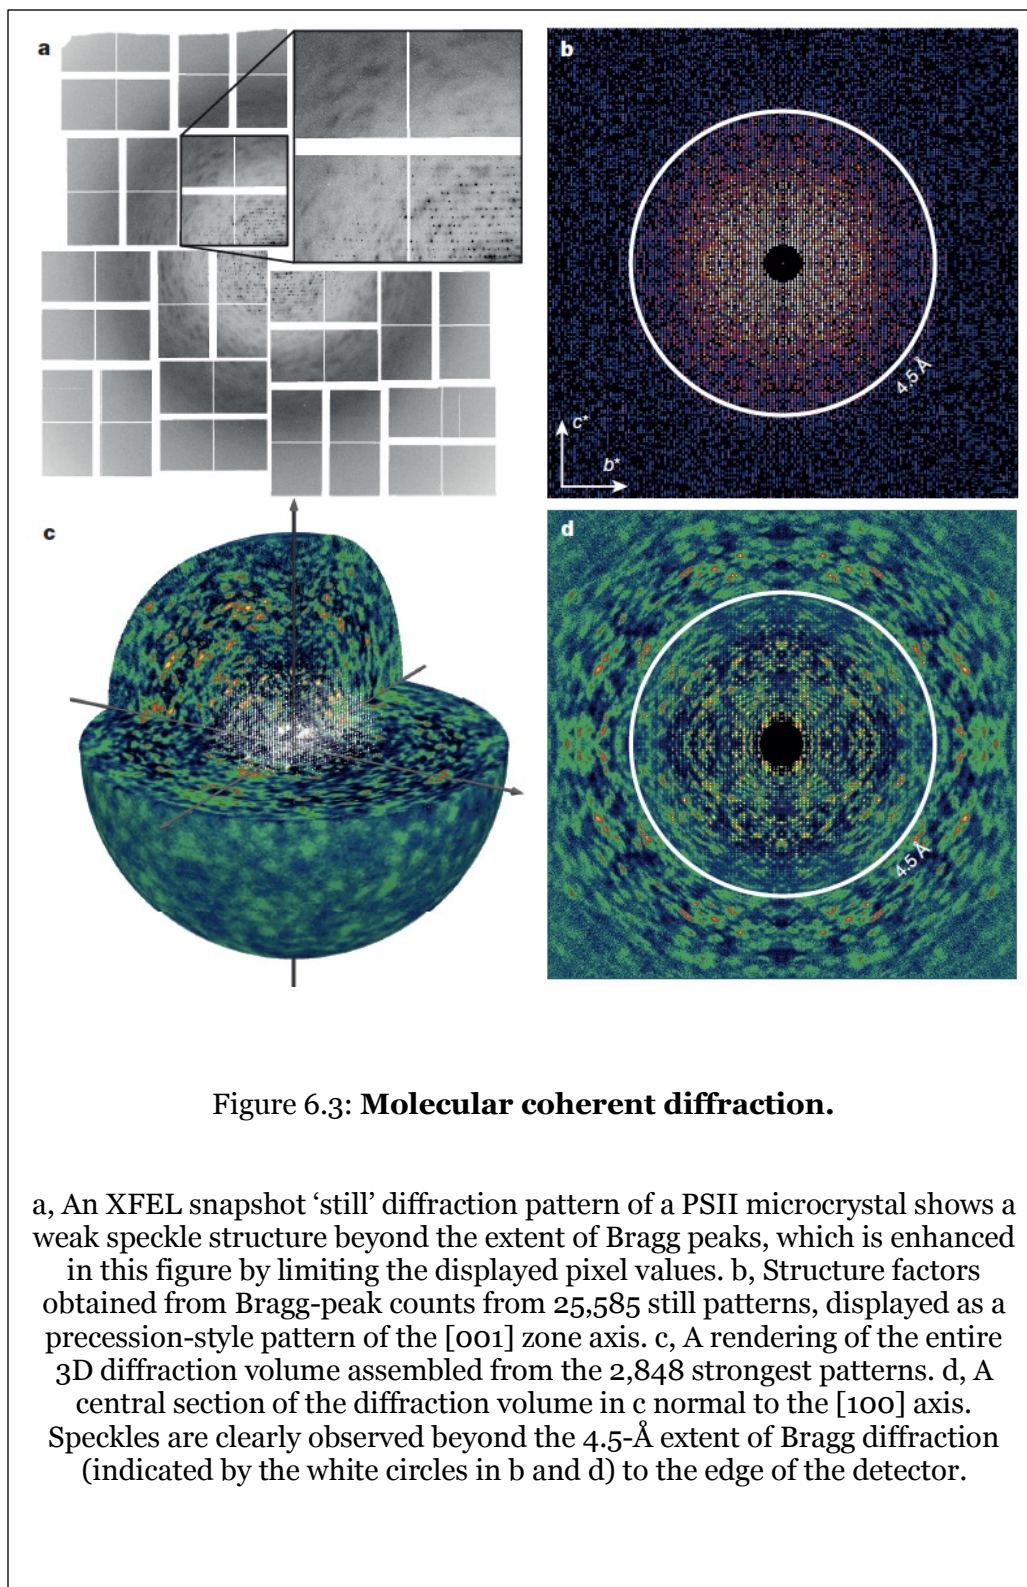 a
b
4.5 Å
c*
b*
c
d
4.5 Å
Figure 6.3: Molecular coherent diffraction.
a, An XFEL snapshot ‘still’ diffraction pattern of a PSII microcrystal shows a
weak speckle structure beyond the extent of Bragg peaks, which is enhanced
in this figure by limiting the displayed pixel values. b, Structure factors
obtained from Bragg-peak counts from 25,585 still patterns, displayed as a
precession-style pattern of the [001] zone axis. c, A rendering of the entire
3D diffraction volume assembled from the 2,848 strongest patterns. d, A
central section of the diffraction volume in c normal to the [100] axis.
Speckles are clearly observed beyond the 4.5-Å extent of Bragg diffraction
(indicated by the white circles in b and d) to the edge of the detector.